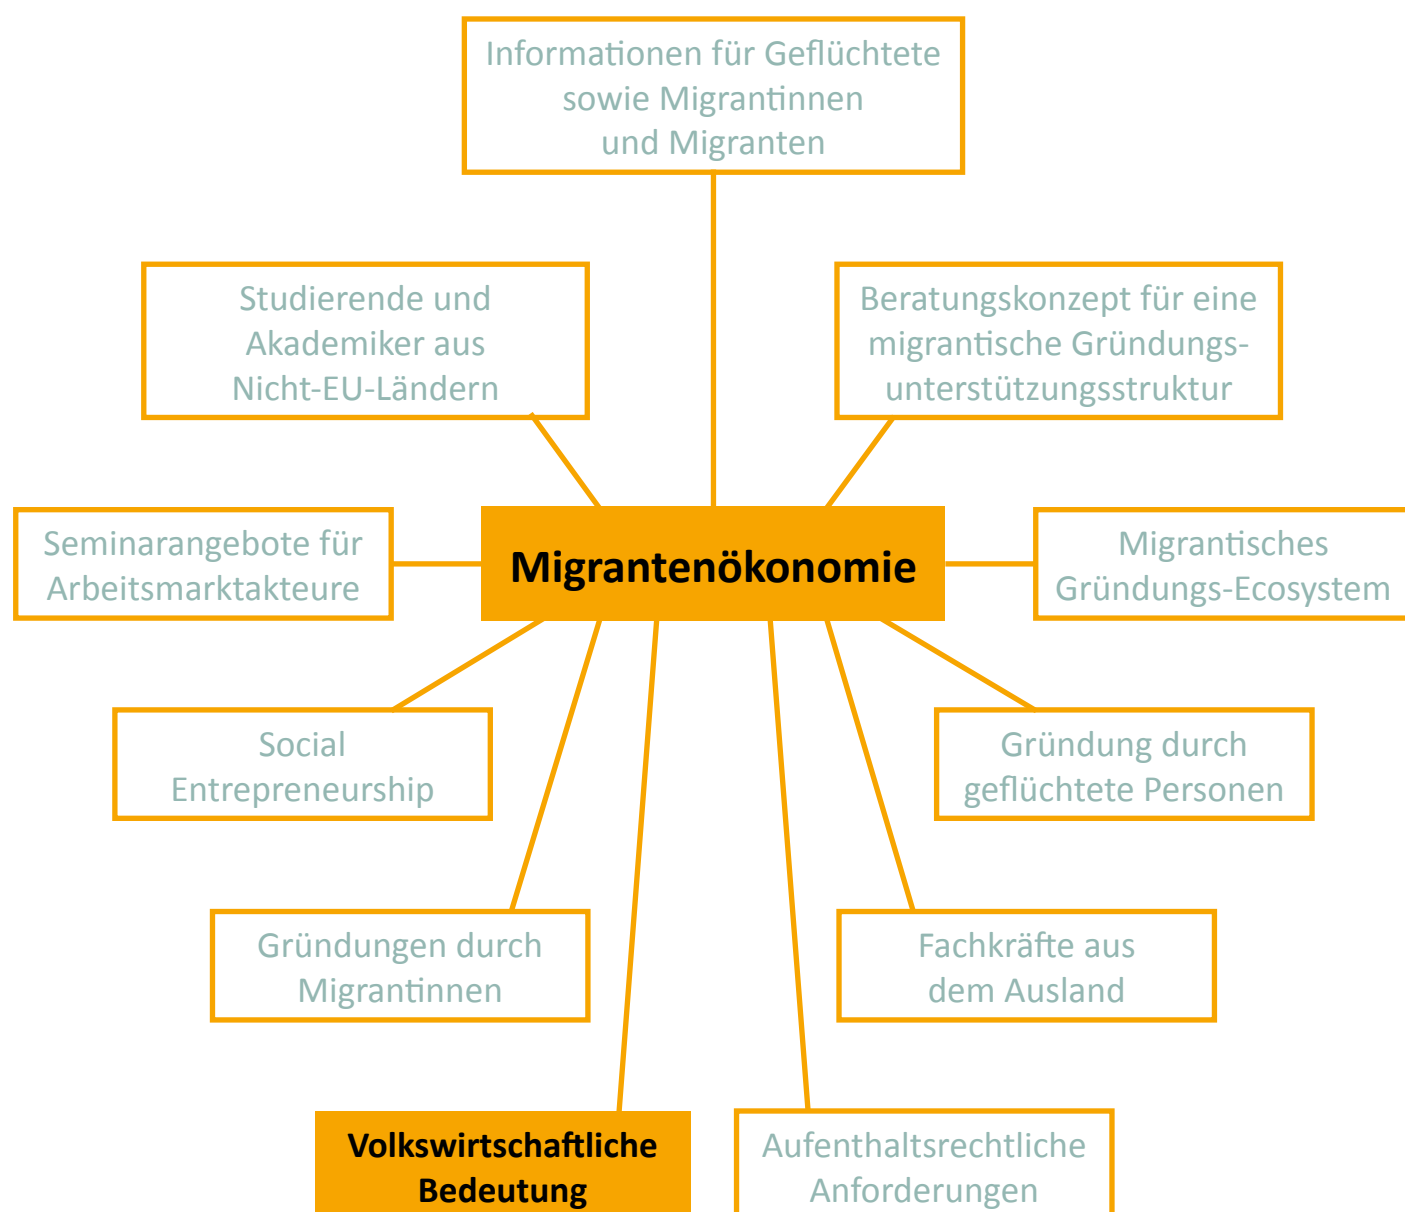 Informationen für Geflüchtete
sowie Migrantinnen
und Migranten
Studierende und
Akademiker aus
Nicht-EU-Ländern
Beratungskonzept für eine
migrantische Gründungs-
unterstützungsstruktur
Seminarangebote für
Arbeitsmarktakteure
Migrantenökonomie
Migrantisches
Gründungs-Ecosystem
Social
Entrepreneurship
Gründung durch
geflüchtete Personen
Gründungen durch
Migrantinnen
Fachkräfte aus
dem Ausland
Volkswirtschaftliche
Bedeutung
Aufenthaltsrechtliche
Anforderungen